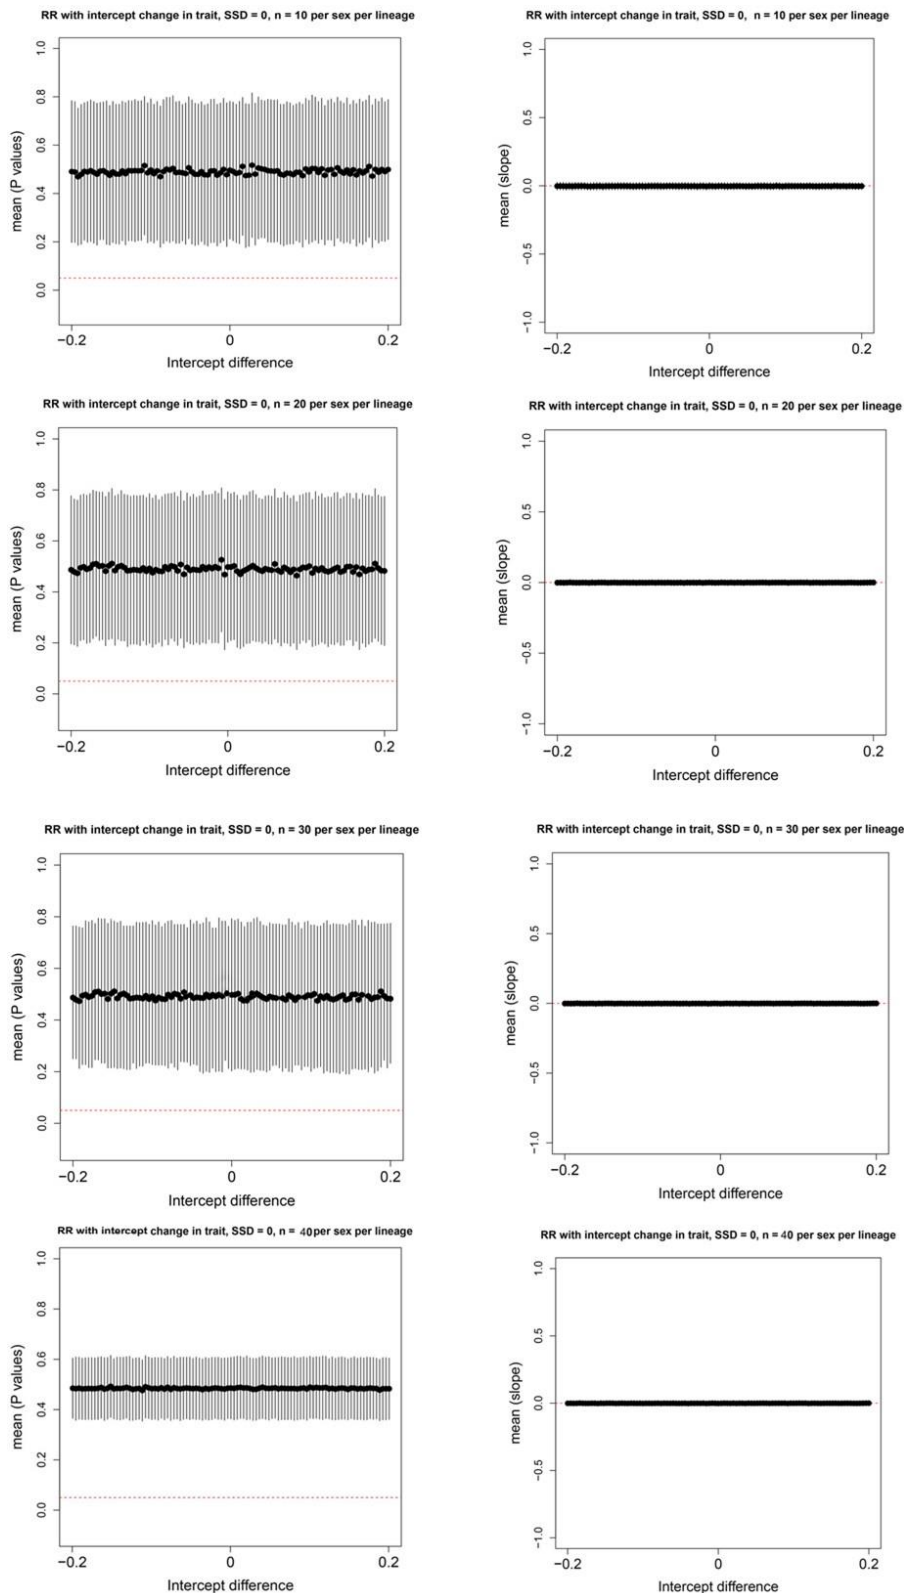 RR with intercept change in trait, SSD = 0, n = 10 per sex per lineage
mean (P values)
1.0
0.8
0.6
0.4
0.2
0.0
−0.2 0 0.2
Intercept difference
RR with intercept change in trait, SSD = 0, n = 10 per sex per lineage
mean (slope)
1.0
0.5
0.0
−0.5
−1.0
−0.2 0 0.2
Intercept difference
RR with intercept change in trait, SSD = 0, n = 20 per sex per lineage
mean (P values)
1.0
0.8
0.6
0.4
0.2
0.0
−0.2 0 0.2
Intercept difference
RR with intercept change in trait, SSD = 0, n = 20 per sex per lineage
mean (slope)
1.0
0.5
0.0
−0.5
−1.0
−0.2 0 0.2
Intercept difference
RR with intercept change in trait, SSD = 0, n = 30 per sex per lineage
mean (P values)
1.0
0.8
0.6
0.4
0.2
0.0
−0.2 0 0.2
Intercept difference
RR with intercept change in trait, SSD = 0, n = 30 per sex per lineage
mean (slope)
1.0
0.5
0.0
−0.5
−1.0
−0.2 0 0.2
Intercept difference
RR with intercept change in trait, SSD = 0, n = 40 per sex per lineage
mean (P values)
1.0
0.8
0.6
0.4
0.2
0.0
−0.2 0 0.2
Intercept difference
RR with intercept change in trait, SSD = 0, n = 40 per sex per lineage
mean (slope)
1.0
0.5
0.0
−0.5
−1.0
−0.2 0 0.2
Intercept difference